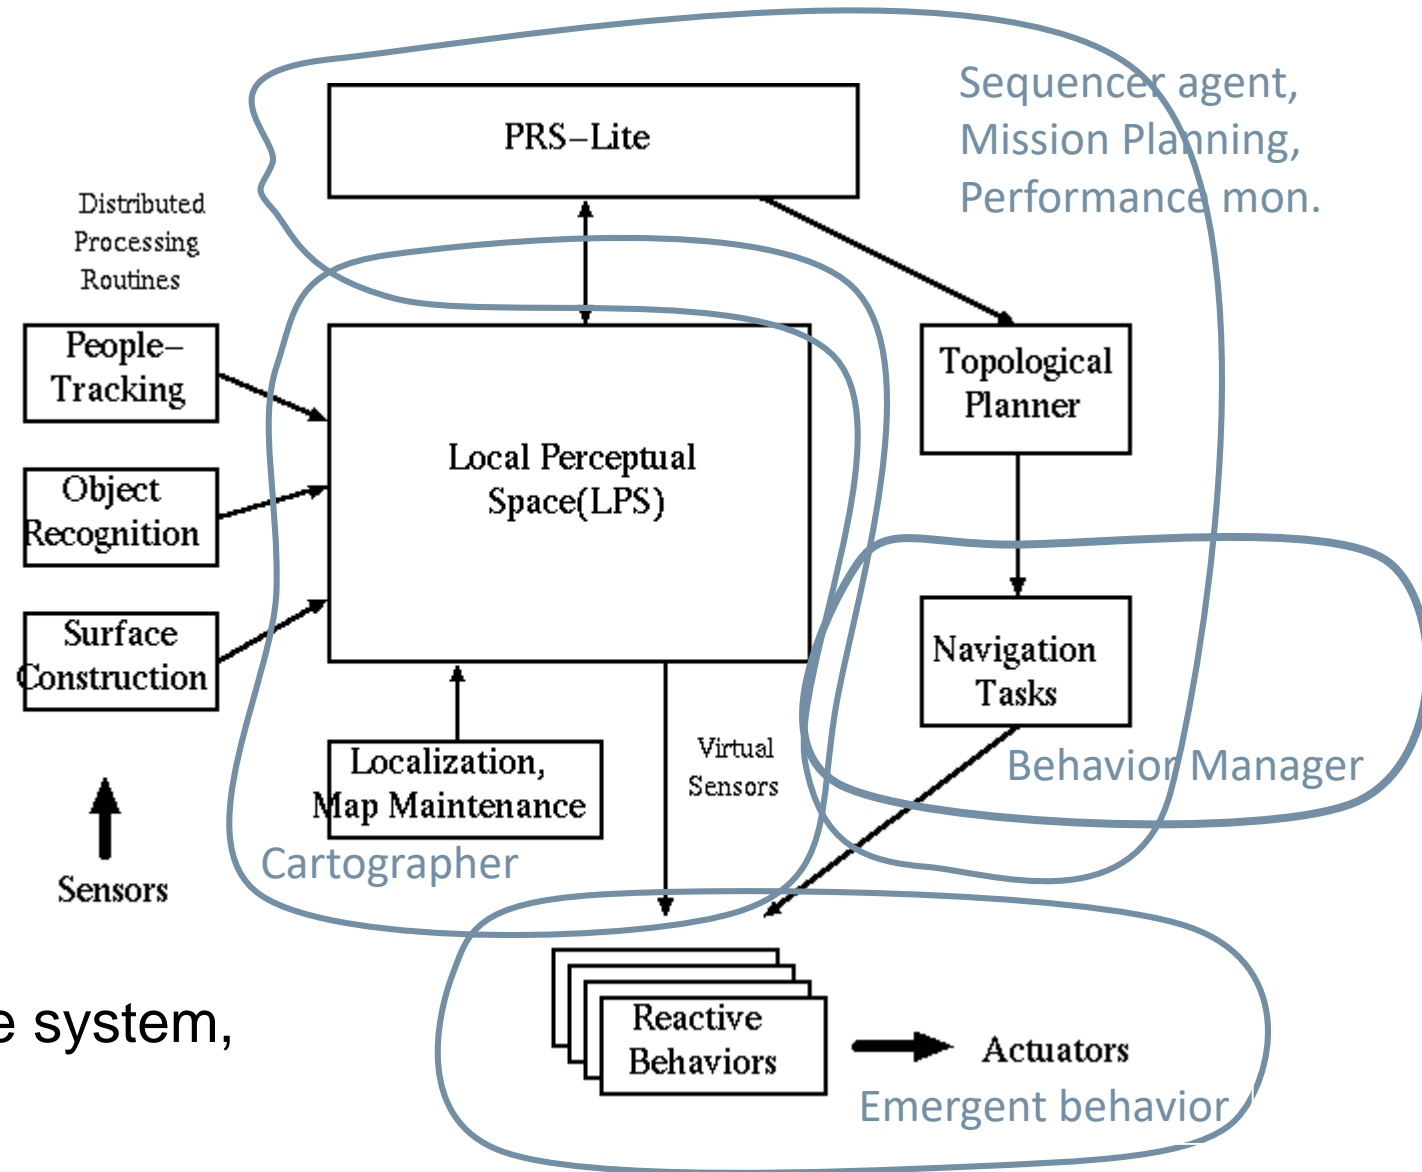 Sequencer agent,
Mission Planning,
Performance mon.
PRS–Lite
Distributed
Processing
Routines
People–
Tracking
Object
Recognition
Surface
Construction
Sensors
Local Perceptual
Space(LPS)
Topological
Planner
Navigation
Tasks
Behavior Manager
Localization,
Map Maintenance
Cartographer
Virtual
Sensors
e system,
Reactive
Behaviors
Actuators
Emergent behavior